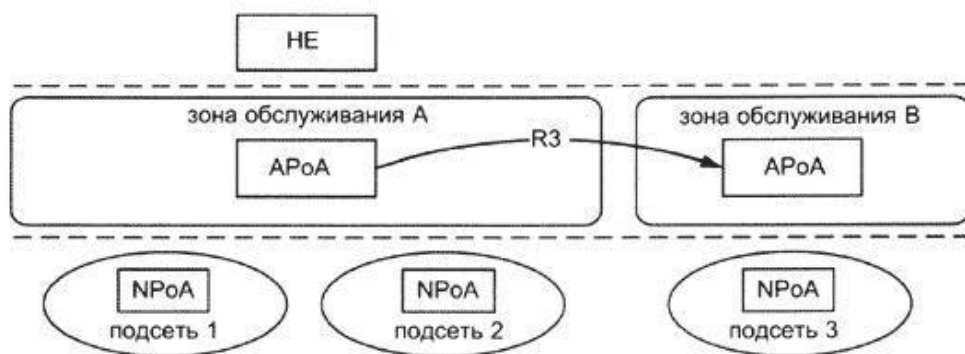 HE
зона обслуживания A
зона обслуживания B
APoA
R3
APoA
NPoA
NPoA
NPoA
подсеть 1
подсеть 2
подсеть 3